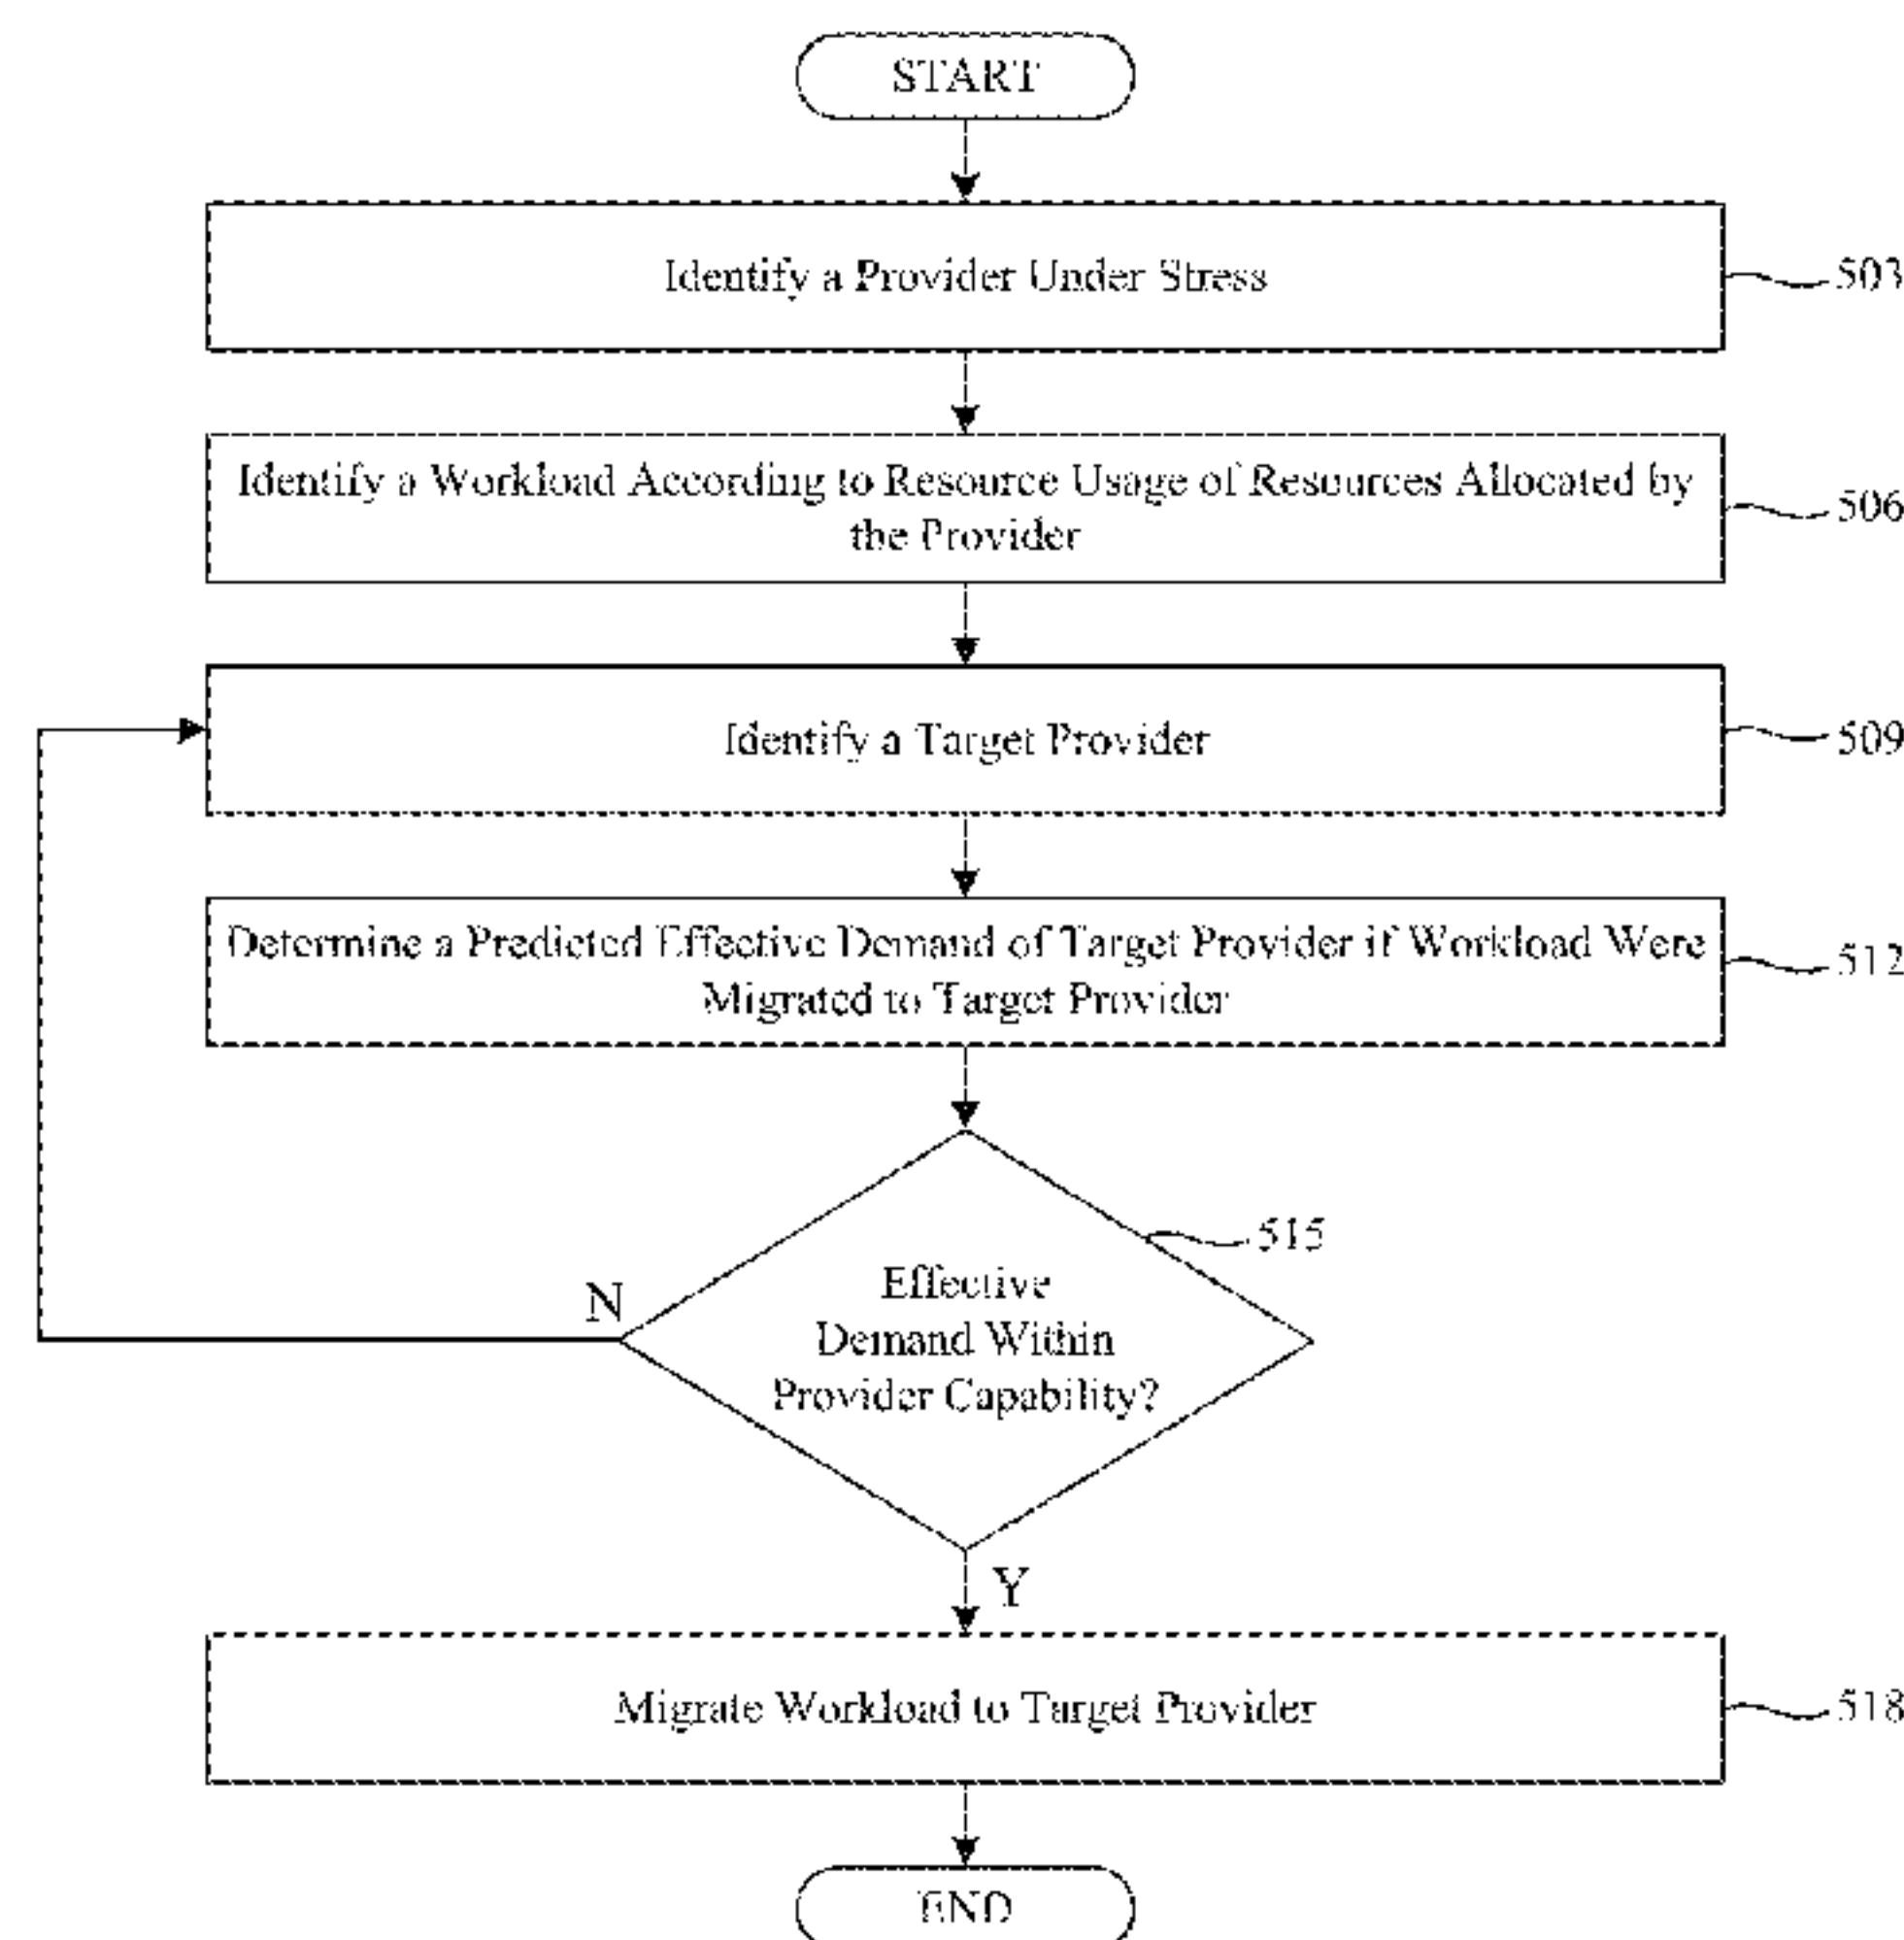 START
Identify a Provider Under Stress
503
Identify a Workload According to Resource Usage of Resources Allocated by
the Provider
506
Identify a Target Provider
509
Determine a Predicted Effective Demand of Target Provider if Workload Were
Migrated to Target Provider
512
515
Effective
Demand Within
Provider Capability?
N
Y
Migrate Workload to Target Provider
518
END